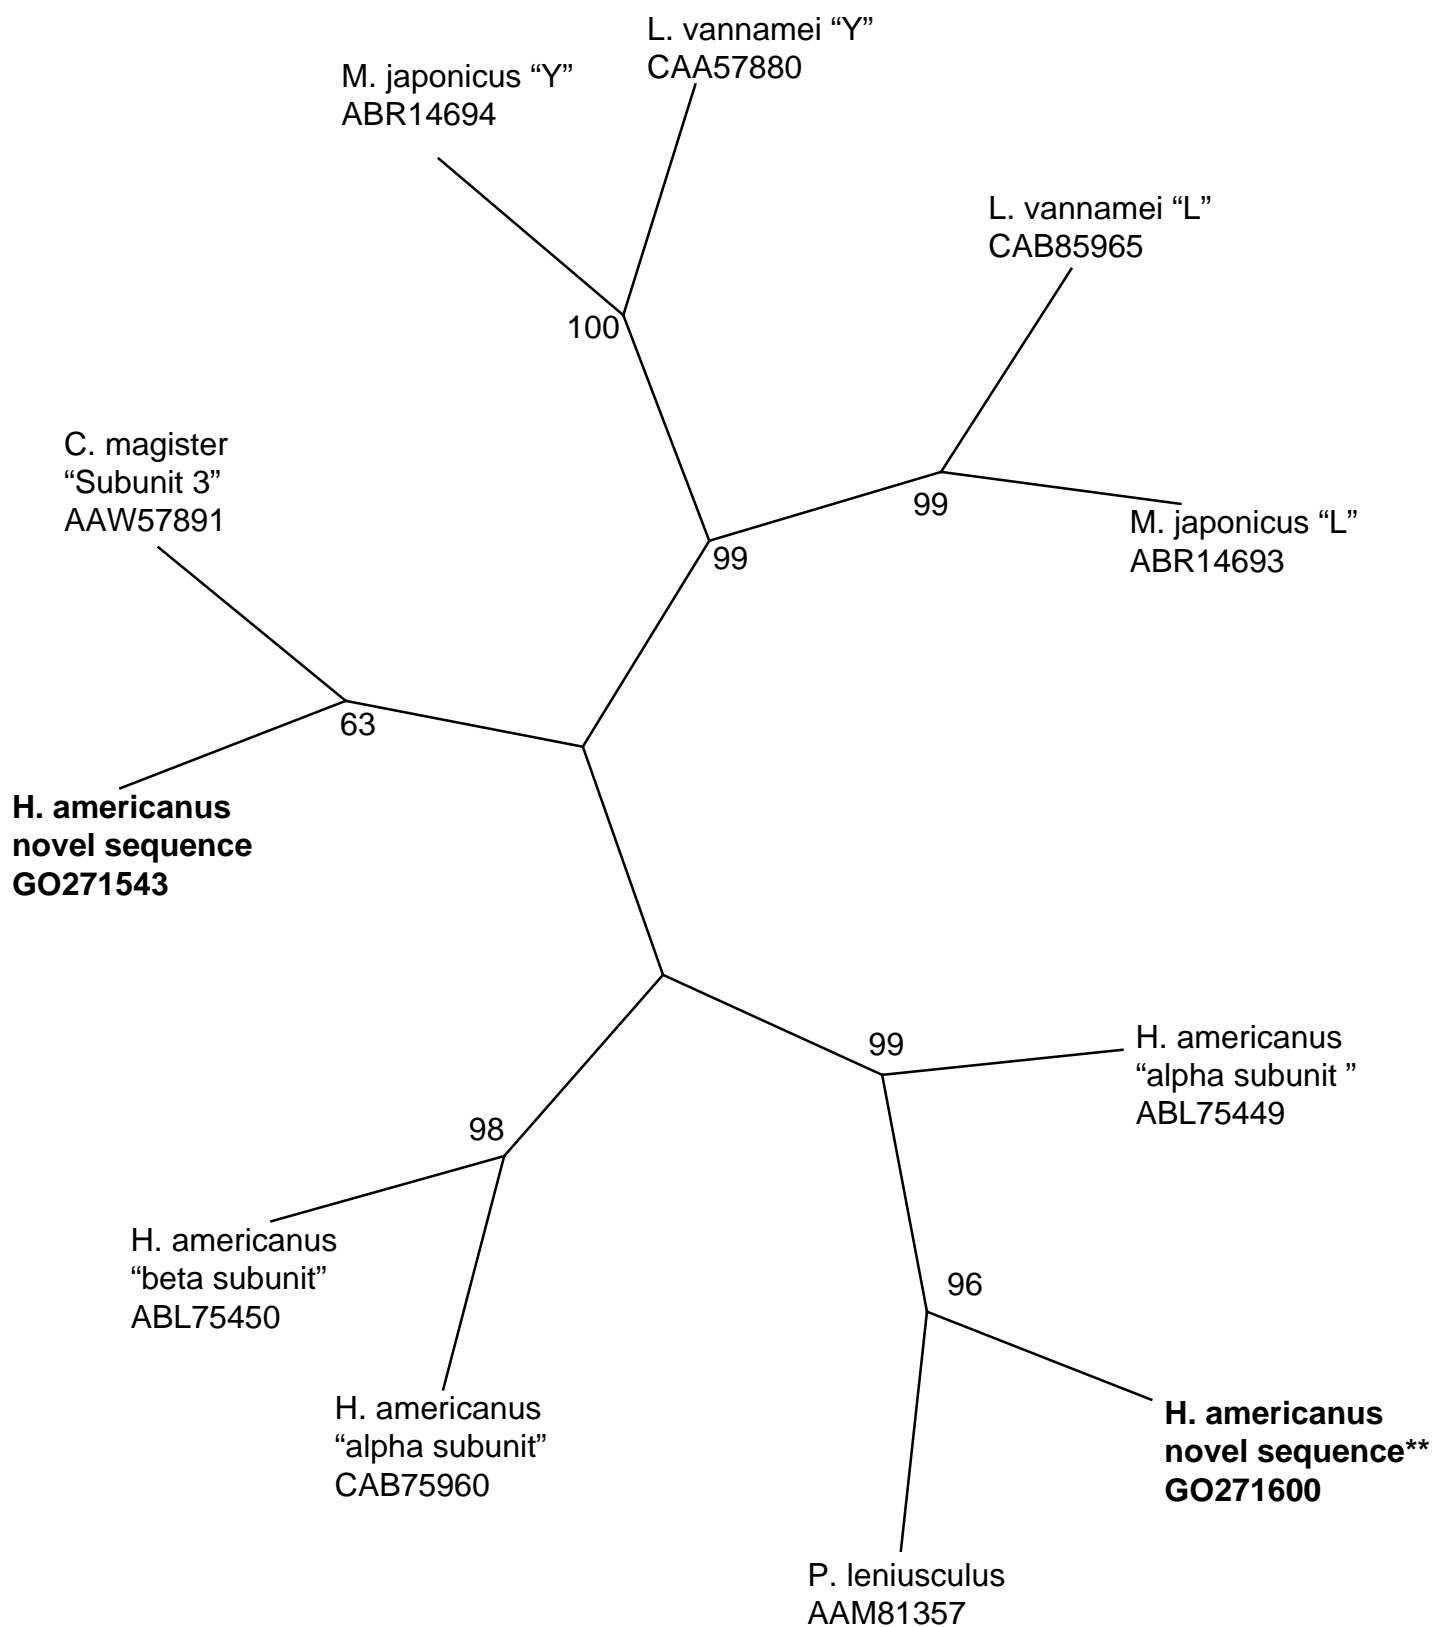 L. vannamei “Y”
CAA57880
M. japonicus “Y”
ABR14694
L. vannamei “L”
CAB85965
100
C. magister
“Subunit 3”
AAW57891
99
M. japonicus “L”
ABR14693
99
63
H. americanus
novel sequence
GO271543
99
H. americanus
“alpha subunit ”
ABL75449
98
H. americanus
“beta subunit”
ABL75450
96
H. americanus
“alpha subunit”
CAB75960
H. americanus
novel sequence**
GO271600
P. leniusculus
AAM81357